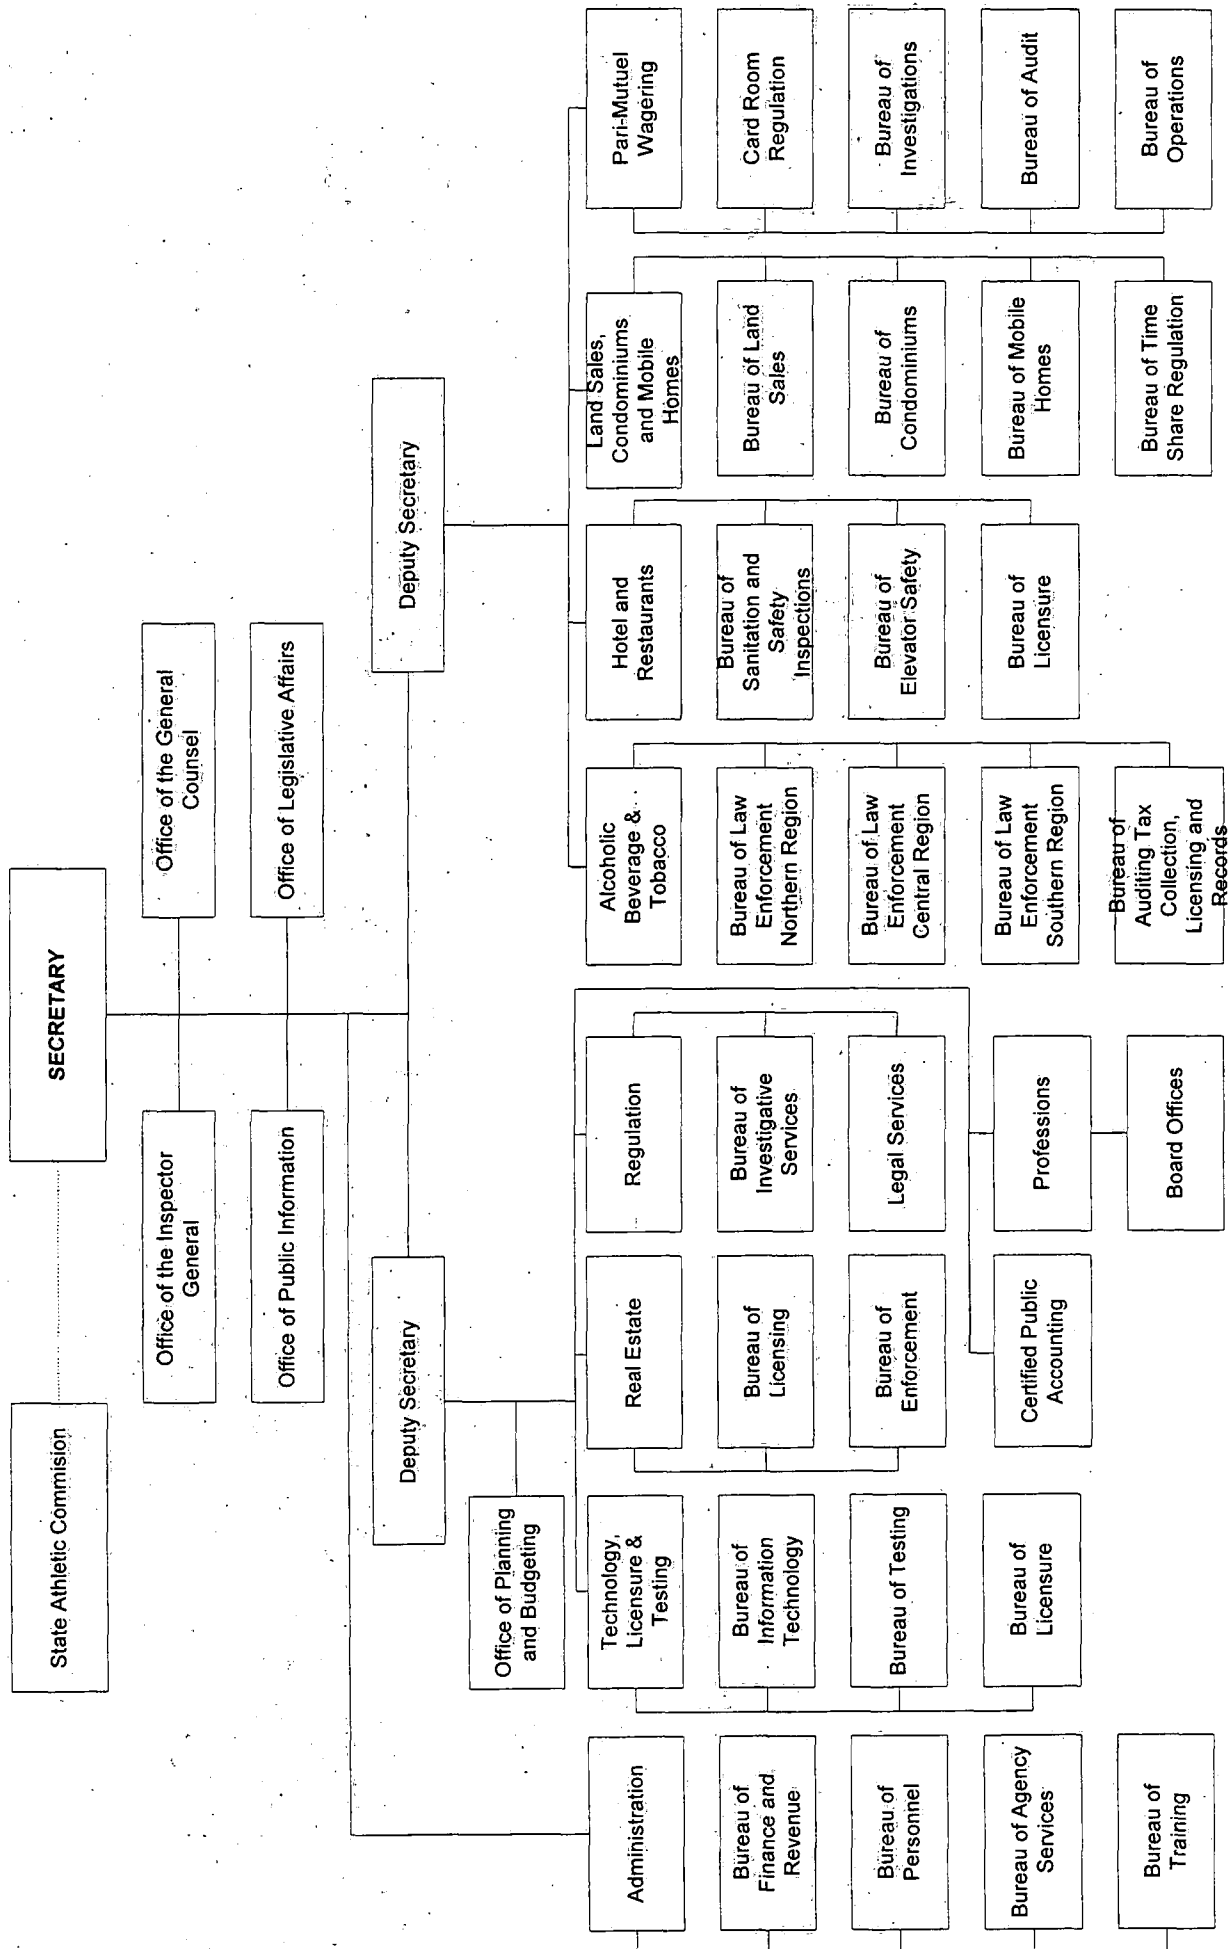 SECRETARY
State Athletic Commision
Office of the Inspector
General
Office of the General
Counsel
Office of Public Information
Office of Legislative Affairs
Deputy Secretary
Deputy Secretary
Office of Planning
and Budgeting
Administration
Bureau of
Finance and
Revenue
Bureau of
Personnel
Bureau of Agency
Services
Bureau of
Training
Technology,
Licensure &
Testing
Bureau of
Information
Technology
Bureau of Testing
Bureau of
Licensure
Real Estate
Bureau of
Licensing
Bureau of
Enforcement
Certified Public
Accounting
Regulation
Bureau of
Investigative
Services
Legal Services
Professions
Board Offices
Alcoholic
Beverage &
Tobacco
Bureau of Law
Enforcement
Northern Region
Bureau of Law
Enforcement
Central Region
Bureau of Law
Enforcement
Southern Region
Bureau of
Auditing Tax
Collection,
Licensing and
Records
Hotel and
Restaurants
Bureau of
Sanitation and
Safety
Inspections
Bureau of
Elevator Safety
Bureau of
Licensure
Land Sales,
Condominiums
and Mobile
Homes
Bureau of Land
Sales
Bureau of
Condominiums
Bureau of Mobile
Homes
Bureau of Time
Share Regulation
Pari-Mutuel
Wagering
Card Room
Regulation
Bureau of
Investigations
Bureau of Audit
Bureau of
Operations